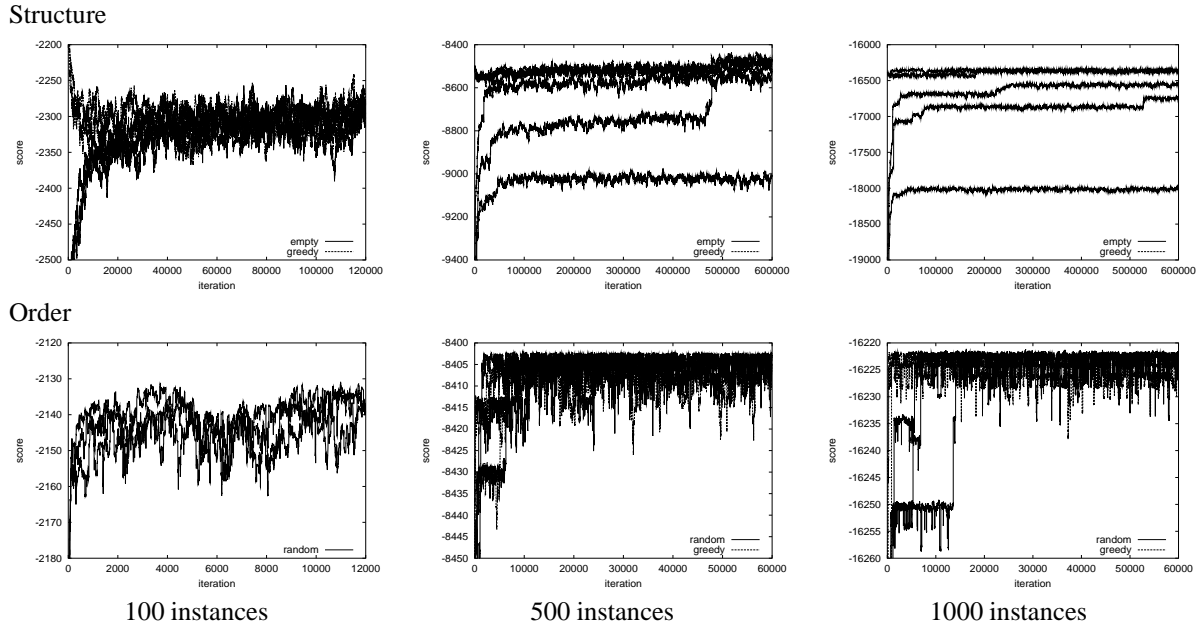 Structure
-2200
-2250
-2300
-2350
-2400
-2450
-2500
score
0 20000 40000 60000 80000 100000 120000
iteration
empty
greedy
-8400
-8600
-8800
-9000
-9200
-9400
score
0 100000 200000 300000 400000 500000 600000
iteration
empty
greedy
-16000
-16500
-17000
-17500
-18000
-18500
-19000
score
0 100000 200000 300000 400000 500000 600000
iteration
empty
greedy
Order
-2120
-2130
-2140
-2150
-2160
-2170
-2180
score
0 2000 4000 6000 8000 10000 12000
iteration
random
-8400
-8405
-8410
-8415
-8420
-8425
-8430
-8435
-8440
-8445
-8450
score
0 10000 20000 30000 40000 50000 60000
iteration
random
greedy
-16220
-16225
-16230
-16235
-16240
-16245
-16250
-16255
-16260
score
0 10000 20000 30000 40000 50000 60000
iteration
random
greedy
100 instances 500 instances 1000 instances